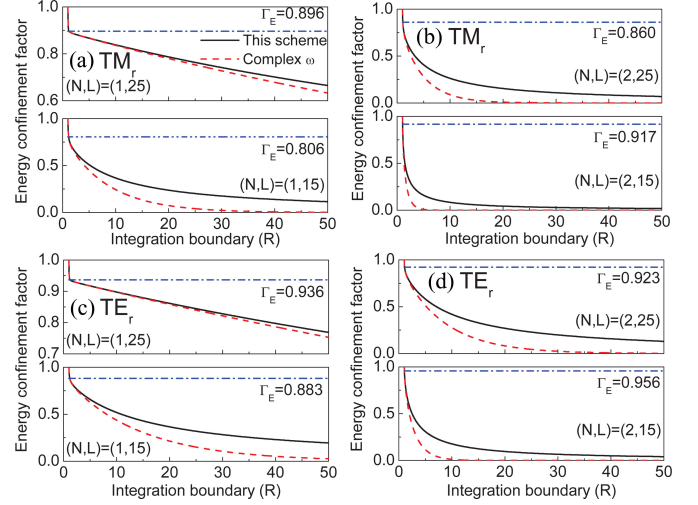 1.0
Γ_E=0.896
This scheme
Complex ω
0.8
(a) TM_r
(N,L)=(1,25)
0.6
1.0
Γ_E=0.806
0.5
(N,L)=(1,15)
0.0
0 10 20 30 40 50
Integration boundary (R)
Energy confinement factor
1.0
(b) TM_r
Γ_E=0.860
0.5
(N,L)=(2,25)
0.0
1.0
Γ_E=0.917
0.5
(N,L)=(2,15)
0.0
0 10 20 30 40 50
Integration boundary (R)
Energy confinement factor
1.0
Γ_E=0.936
0.9
(c) TE_r
0.8
(N,L)=(1,25)
0.7
1.0
Γ_E=0.883
0.5
(N,L)=(1,15)
0.0
0 10 20 30 40 50
Integration boundary (R)
Energy confinement factor
1.0
(d) TE_r
Γ_E=0.923
0.5
(N,L)=(2,25)
0.0
1.0
Γ_E=0.956
0.5
(N,L)=(2,15)
0.0
0 10 20 30 40 50
Integration boundary (R)
Energy confinement factor